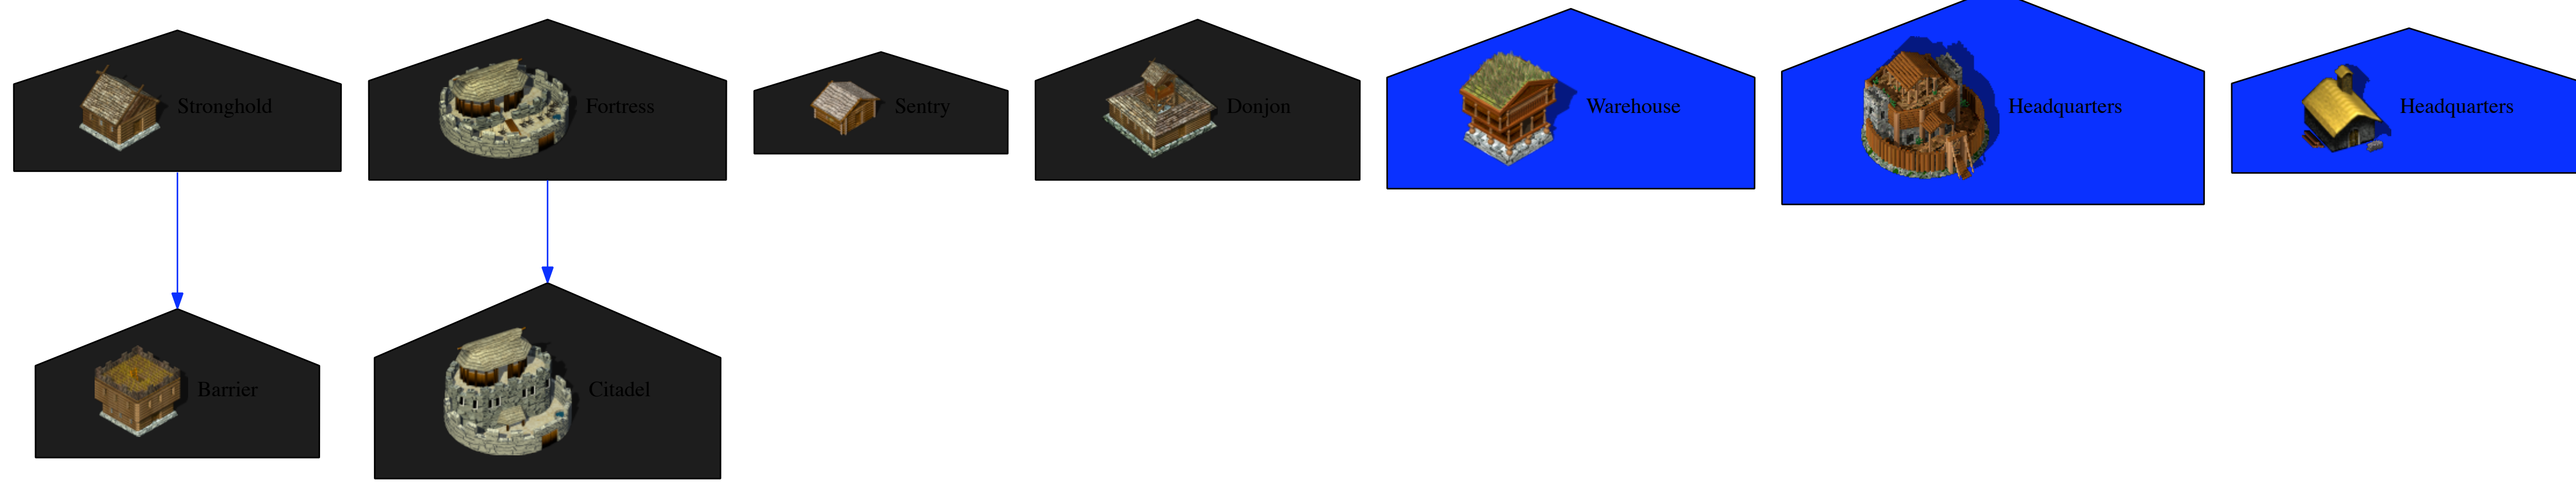 Stronghold
Fortress
Sentry
Donjon
Warehouse
Headquarters
Headquarters
Barrier
Citadel